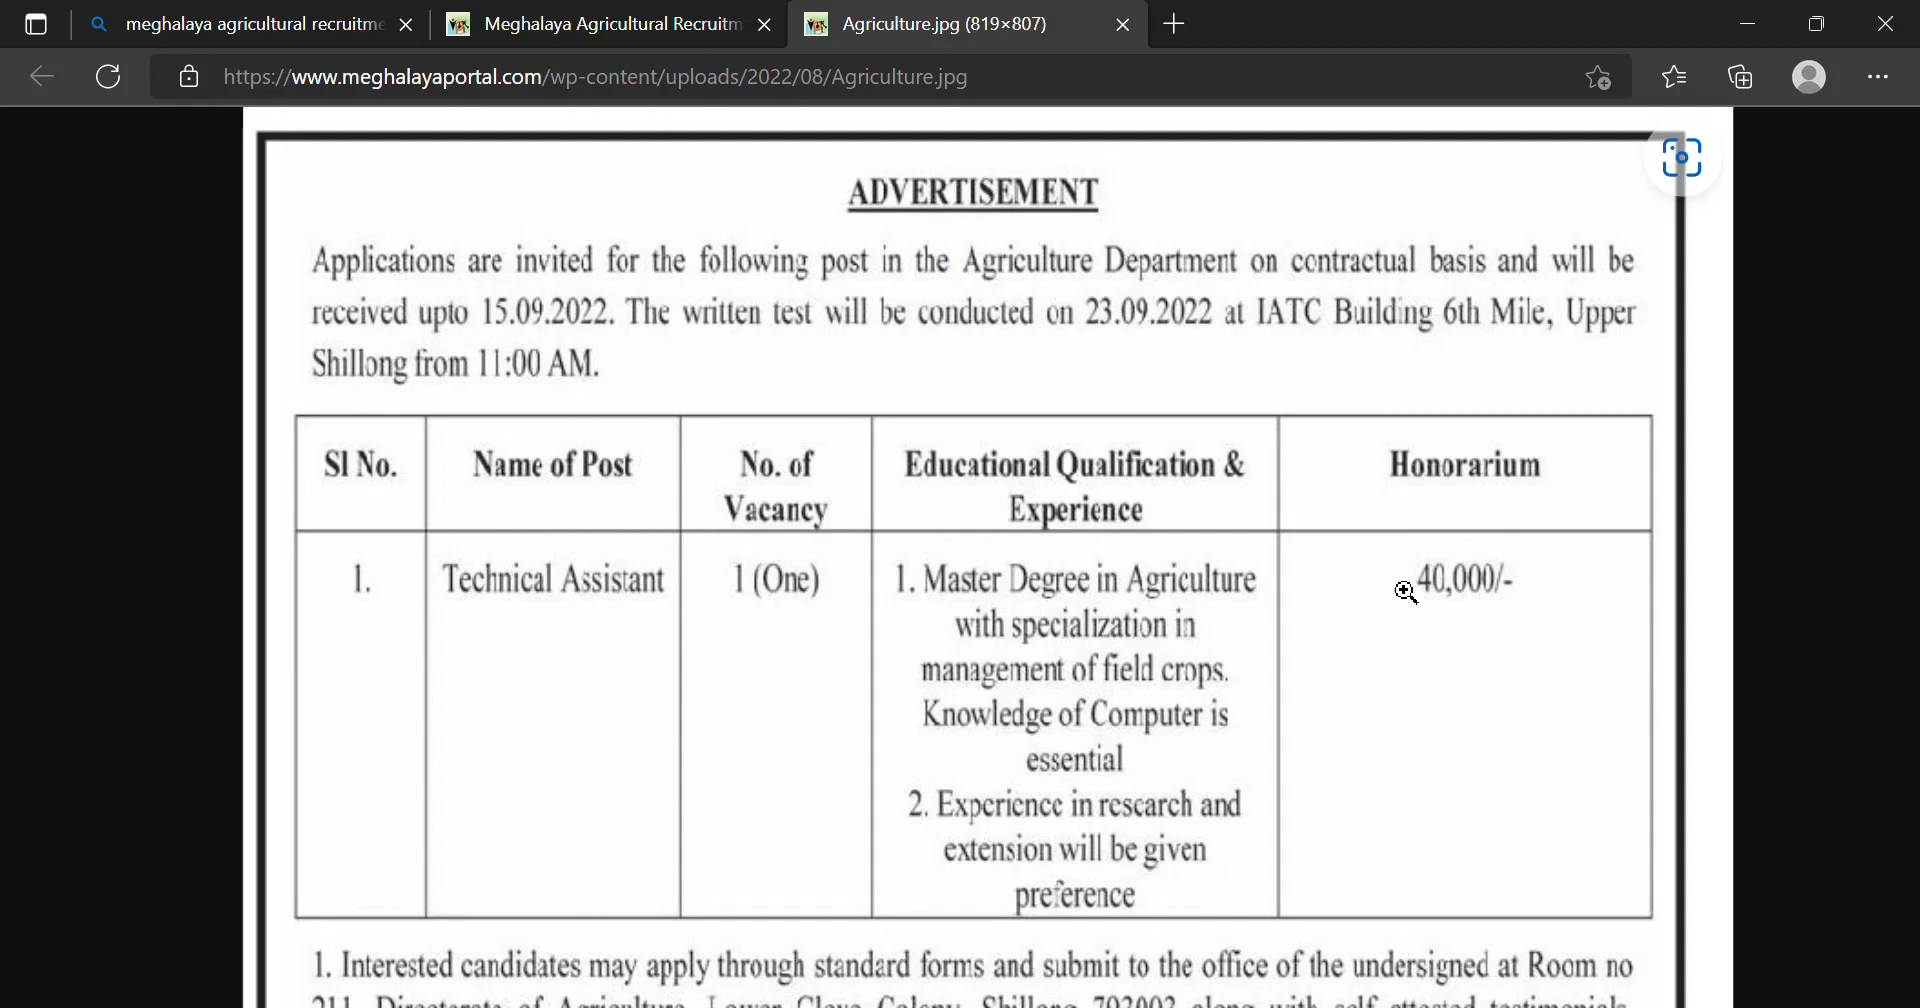 meghalaya agricultural recruitme
Meghalaya Agricultural Recruitm
Agriculture.jpg (819×807)
https://www.meghalayaportal.com/wp-content/uploads/2022/08/Agriculture.jpg
ADVERTISEMENT
Applications are invited for the following post in the Agriculture Department on contractual basis and will be
received upto 15.09.2022. The written test will be conducted on 23.09.2022 at IATC Building 6th Mile, Upper
Shillong from 11:00 AM.
Sl No.
Name of Post
No. of
Vacancy
Educational Qualification &
Experience
Honorarium
1.
Technical Assistant
1 (One)
1. Master Degree in Agriculture
with specialization in
management of field crops.
Knowledge of Computer is
essential
2. Experience in research and
extension will be given
preference
40,000/-
1. Interested candidates may apply through standard forms and submit to the office of the undersigned at Room no